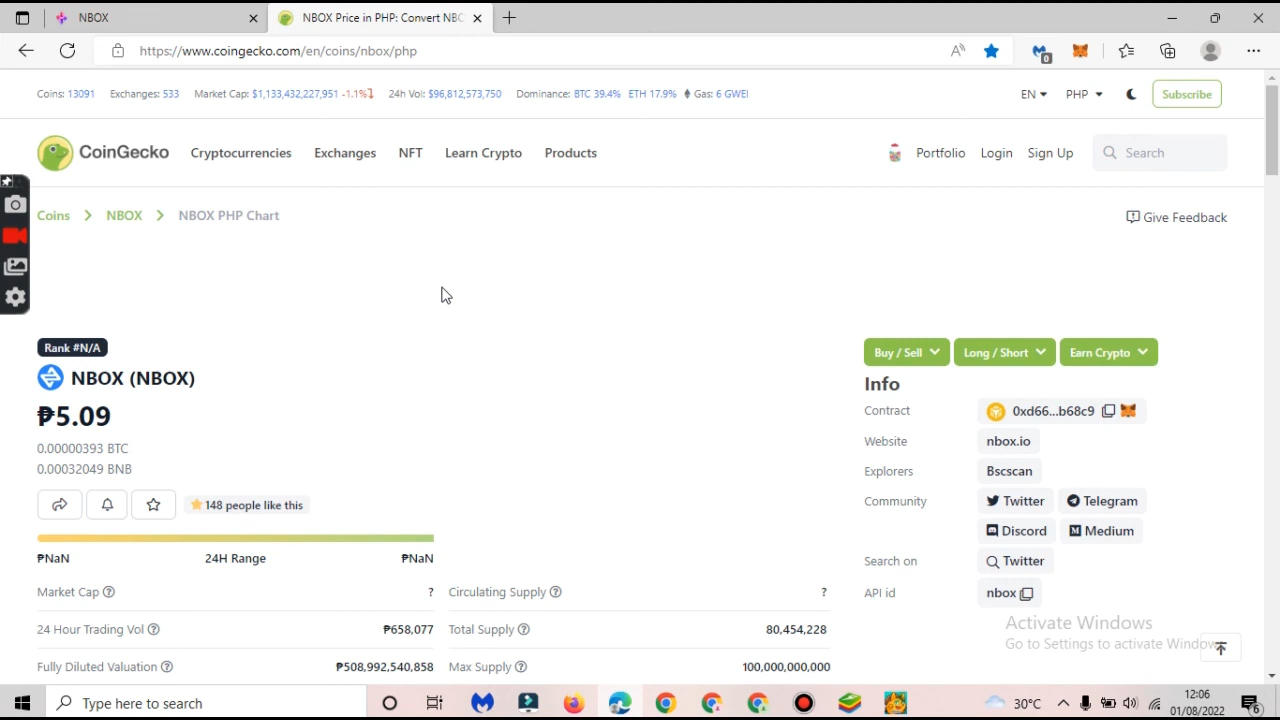 NBOX
NBOX Price in PHP: Convert NBO
https://www.coingecko.com/en/coins/nbox/php
0
Coins: 13091 Exchanges: 533 Market Cap: $1,133,432,227,951 -1.1% 24h Vol: $96,812,573,750 Dominance: BTC 39.4% ETH 17.9% Gas: 6 GWEI
EN PHP Subscribe
CoinGecko Cryptocurrencies Exchanges NFT Learn Crypto Products
Portfolio Login Sign Up Search
Coins > NBOX > NBOX PHP Chart
Give Feedback
Rank #N/A
NBOX (NBOX)
₱5.09
0.00000393 BTC
0.00032049 BNB
148 people like this
₱NaN 24H Range ₱NaN
Market Cap ?
24 Hour Trading Vol ₱658,077
Fully Diluted Valuation ₱508,992,540,858
Circulating Supply ?
Total Supply 80,454,228
Max Supply 100,000,000,000
Buy / Sell Long / Short Earn Crypto
Info
Contract 0xd66...b68c9
Website nbox.io
Explorers Bscscan
Community Twitter Telegram
Discord Medium
Search on Twitter
API id nbox
Activate Windows
Go to Settings to activate Windows
Type here to search
30°C
12:06
01/08/2022
6